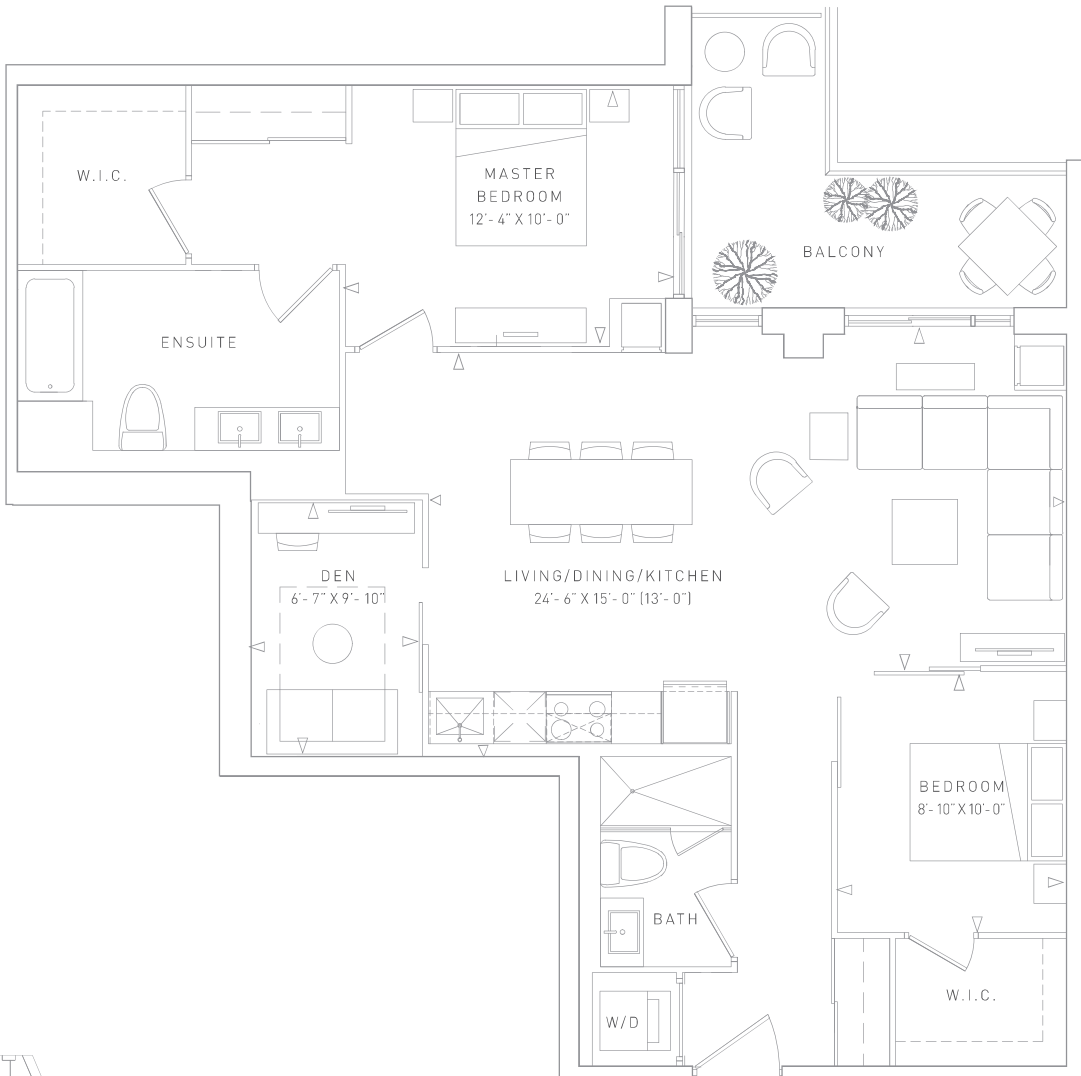 W.I.C.
MASTER
BEDROOM
12'- 4" X 10'- 0"
BALCONY
ENSUITE
DEN
6'- 7" X 9'- 10"
LIVING/DINING/KITCHEN
24'- 6" X 15'- 0" (13'- 0")
BEDROOM
8'- 10" X 10'- 0"
BATH
W.I.C.
W/D